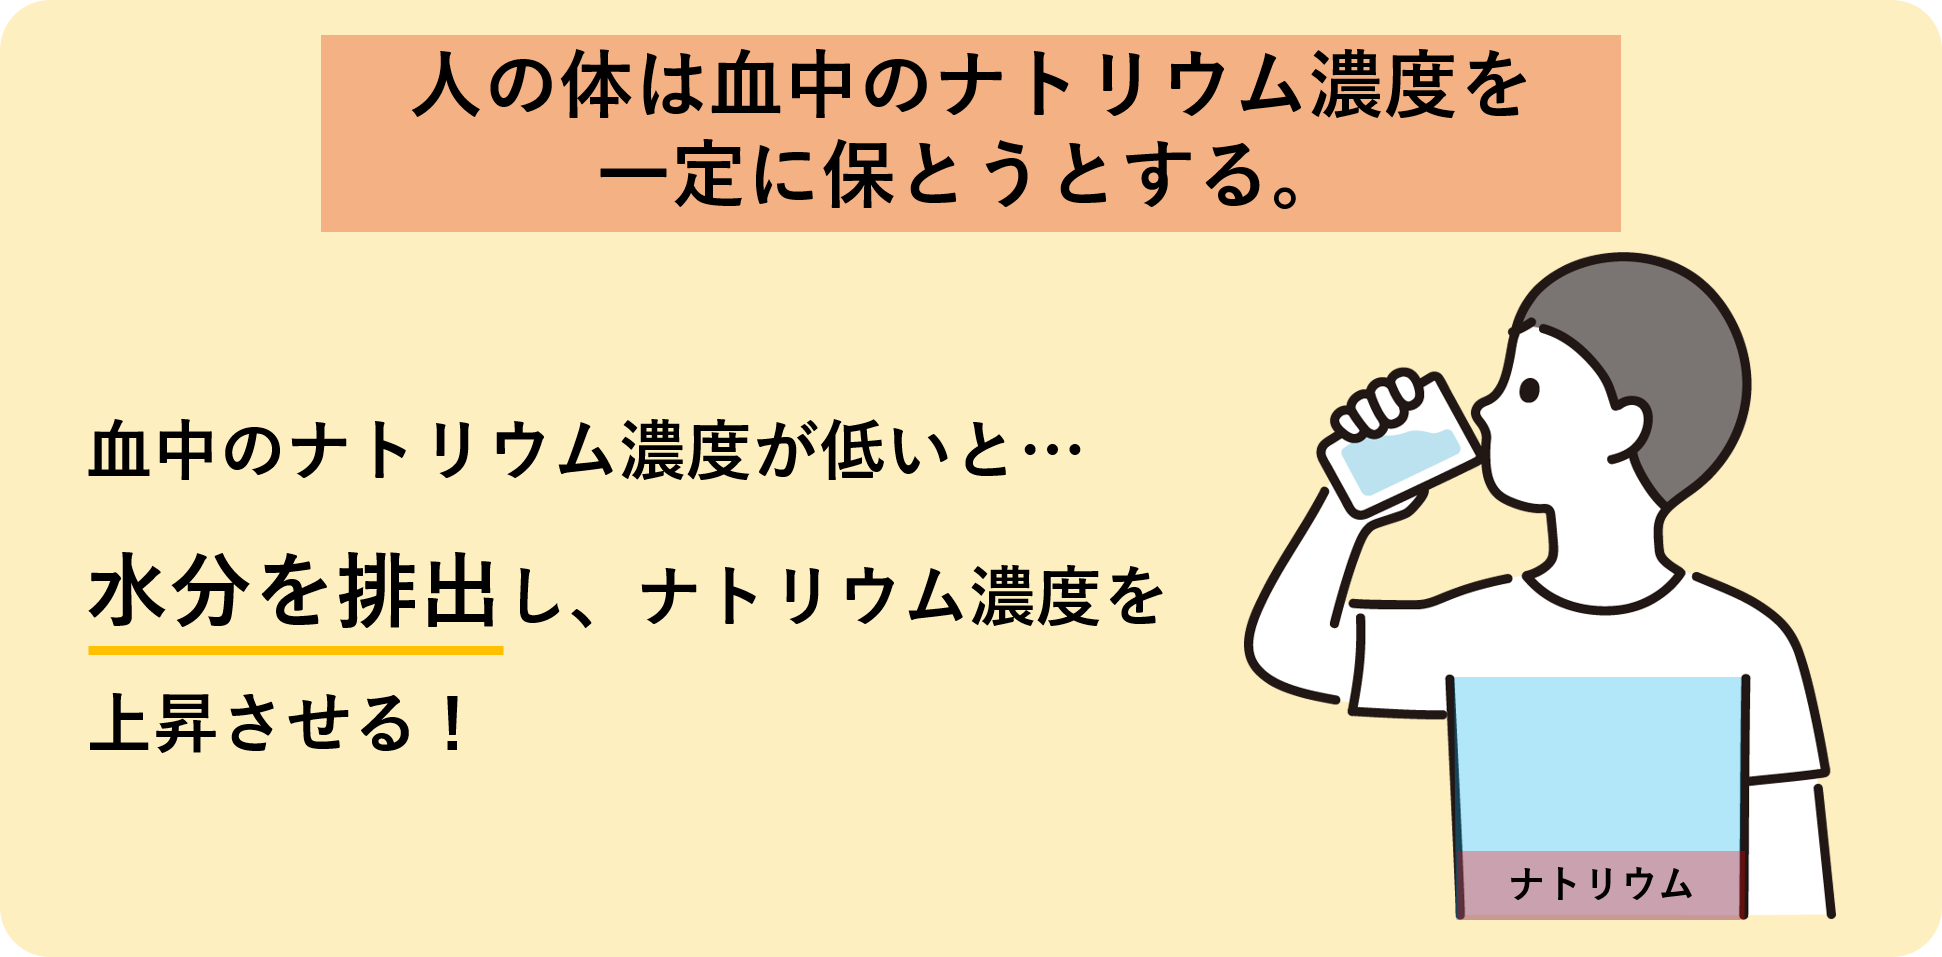 人の体は血中のナトリウム濃度を
一定に保とうとする。
血中のナトリウム濃度が低いと…
水分を排出し、ナトリウム濃度を
上昇させる！
ナトリウム